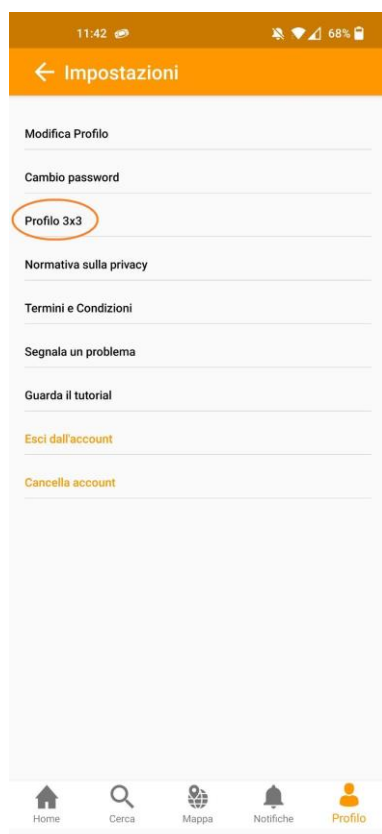 11:42 68%
Impostazioni
Modifica Profilo
Cambio password
Profilo 3x3
Normativa sulla privacy
Termini e Condizioni
Segnala un problema
Guarda il tutorial
Esci dall'account
Cancella account
Home Cerca Mappa Notifiche Profilo